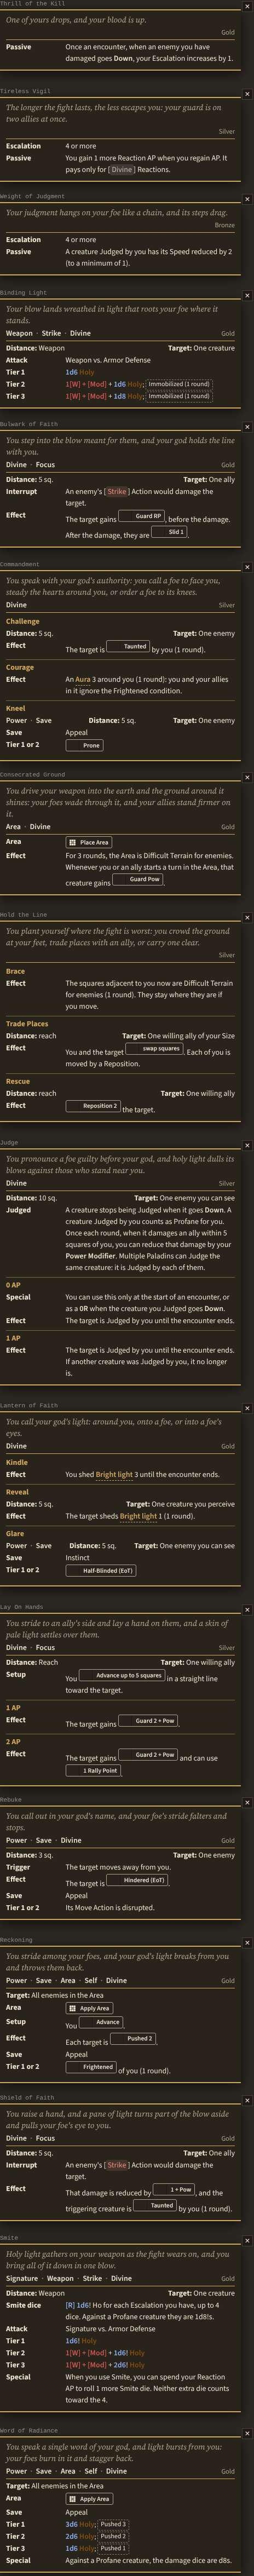 Thrill of the Kill
One of yours drops, and your blood is up.
Gold
Passive Once an encounter, when an enemy you have
damaged goes Down, your Escalation increases by 1.
Tireless Vigil
The longer the fight lasts, the less escapes you: your guard is on
two allies at once.
Silver
Escalation 4 or more
Passive You gain 1 more Reaction AP when you regain AP. It
pays only for [Divine] Reactions.
Weight of Judgment
Your judgment hangs on your foe like a chain, and its steps drag.
Bronze
Escalation 4 or more
Passive A creature Judged by you has its Speed reduced by 2
(to a minimum of 1).
Binding Light
Your blow lands wreathed in light that roots your foe where it
stands.
Weapon · Strike · Divine Gold
Distance: Weapon Target: One creature
Attack Weapon vs. Armor Defense
Tier 1 1d6 Holy
Tier 2 1[W] + [Mod] + 1d6 Holy; Immobilized (1 round)
Tier 3 1[W] + [Mod] + 1d8 Holy; Immobilized (1 round)
Bulwark of Faith
You step into the blow meant for them, and your god holds the line
with you.
Divine · Focus Gold
Distance: 5 sq. Target: One ally
Interrupt An enemy's [Strike] Action would damage the
target.
Effect The target gains Guard RP, before the damage.
After the damage, they are Slid 1.
Commandment
You speak with your god's authority: you call a foe to face you,
steady the hearts around you, or order a foe to its knees.
Divine Silver
Challenge
Distance: 5 sq. Target: One enemy
Effect The target is Taunted by you (1 round).
Courage
Effect An Aura 3 around you (1 round): you and your allies
in it ignore the Frightened condition.
Kneel
Power · Save Distance: 5 sq. Target: One enemy
Save Appeal
Tier 1 or 2 Prone
Consecrated Ground
You drive your weapon into the earth and the ground around it
shines: your foes wade through it, and your allies stand firmer on
it.
Area · Divine Gold
Area Place Area
Effect For 3 rounds, the Area is Difficult Terrain for enemies.
Whenever you or an ally starts a turn in the Area, that
creature gains Guard Pow.
Hold the Line
You plant yourself where the fight is worst: you crowd the ground
at your feet, trade places with an ally, or carry one clear.
Silver
Brace
Effect The squares adjacent to you now are Difficult Terrain
for enemies (1 round). They stay where they are if
you move.
Trade Places
Distance: reach Target: One willing ally of your Size
Effect You and the target swap squares. Each of you is
moved by a Reposition.
Rescue
Distance: reach Target: One willing ally
Effect Reposition 2 the target.
Judge
You pronounce a foe guilty before your god, and holy light dulls its
blows against those who stand near you.
Divine Silver
Distance: 10 sq. Target: One enemy you can see
Judged A creature stops being Judged when it goes Down. A
creature Judged by you counts as Profane for you.
Once each round, when it damages an ally within 5
squares of you, you can reduce that damage by your
Power Modifier. Multiple Paladins can Judge the
same creature: it is Judged by each of them.
0 AP
Special You can use this only at the start of an encounter, or
as a 0R when the creature you Judged goes Down.
Effect The target is Judged by you until the encounter ends.
1 AP
Effect The target is Judged by you until the encounter ends.
If another creature was Judged by you, it no longer
is.
Lantern of Faith
You call your god's light: around you, onto a foe, or into a foe's
eyes.
Divine Gold
Kindle
Effect You shed Bright light 3 until the encounter ends.
Reveal
Distance: 5 sq. Target: One creature you perceive
Effect The target sheds Bright light 1 (1 round).
Glare
Power · Save Distance: 5 sq. Target: One enemy you can see
Save Instinct
Tier 1 or 2 Half-Blinded (EoT)
Lay On Hands
You stride to an ally's side and lay a hand on them, and a skin of
pale light settles over them.
Divine · Focus Silver
Distance: Reach Target: One willing ally
Setup You Advance up to 5 squares in a straight line
toward the target.
1 AP
Effect The target gains Guard 2 + Pow.
2 AP
Effect The target gains Guard 2 + Pow and can use
1 Rally Point.
Rebuke
You call out in your god's name, and your foe's stride falters and
stops.
Power · Save · Divine Gold
Distance: 3 sq. Target: One enemy
Trigger The target moves away from you.
Effect The target is Hindered (EoT).
Save Appeal
Tier 1 or 2 Its Move Action is disrupted.
Reckoning
You stride among your foes, and your god's light breaks from you
and throws them back.
Power · Save · Area · Self · Divine Gold
Target: All enemies in the Area
Area Apply Area
Setup You Advance.
Effect Each target is Pushed 2.
Save Appeal
Tier 1 or 2 Frightened of you (1 round).
Shield of Faith
You raise a hand, and a pane of light turns part of the blow aside
and pulls your foe's eye to you.
Divine · Focus Gold
Distance: 5 sq. Target: One ally
Interrupt An enemy's [Strike] Action would damage the
target.
Effect That damage is reduced by 1 + Pow, and the
triggering creature is Taunted by you (1 round).
Smite
Holy light gathers on your weapon as the fight wears on, and you
bring all of it down in one blow.
Signature · Weapon · Strike · Divine Gold
Distance: Weapon Target: One creature
Smite dice [R] 1d6! Ho for each Escalation you have, up to 4
dice. Against a Profane creature they are 1d8!s.
Attack Signature vs. Armor Defense
Tier 1 1d6! Holy
Tier 2 1[W] + [Mod] + 1d6! Holy
Tier 3 1[W] + [Mod] + 2d6! Holy
Special When you use Smite, you can spend your Reaction
AP to roll 1 more Smite die. Neither extra die counts
toward the 4.
Word of Radiance
You speak a single word of your god, and light bursts from you:
your foes burn in it and stagger back.
Power · Save · Area · Self · Divine Gold
Target: All enemies in the Area
Area Apply Area
Save Appeal
Tier 1 3d6 Holy; Pushed 3
Tier 2 2d6 Holy; Pushed 2
Tier 3 1d6 Holy; Pushed 1
Special Against a Profane creature, the damage dice are d8s.